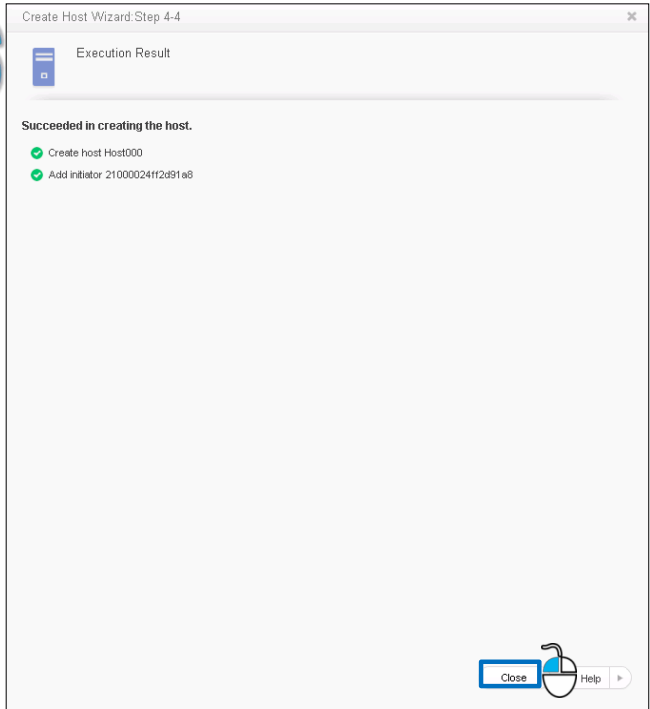 Create Host Wizard:Step 4-4
Execution Result
Succeeded in creating the host.
Create host Host000
Add initiator 21000024ff2d91a8
Close
Help